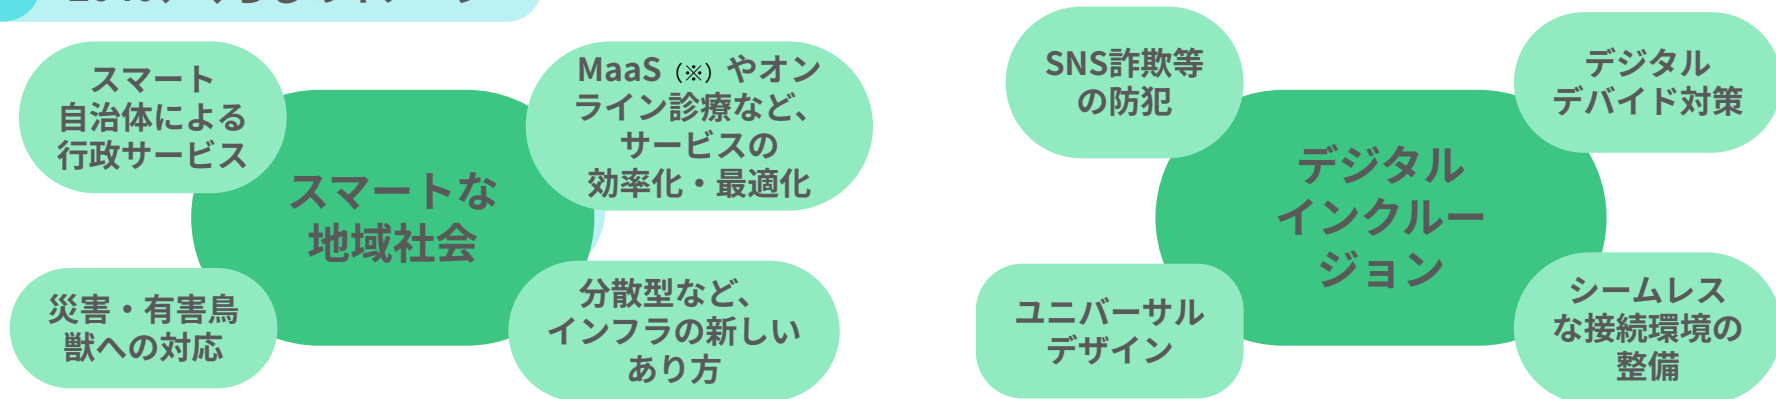 スマート
自治体による
行政サービス
MaaS（※）やオン
ライン診療など、
サービスの
効率化・最適化
スマートな
地域社会
災害・有害鳥
獣への対応
分散型など、
インフラの新しい
あり方
SNS詐欺等
の防犯
デジタル
デバイド対策
デジタル
インクルー
ジョン
ユニバーサル
デザイン
シームレス
な接続環境の
整備